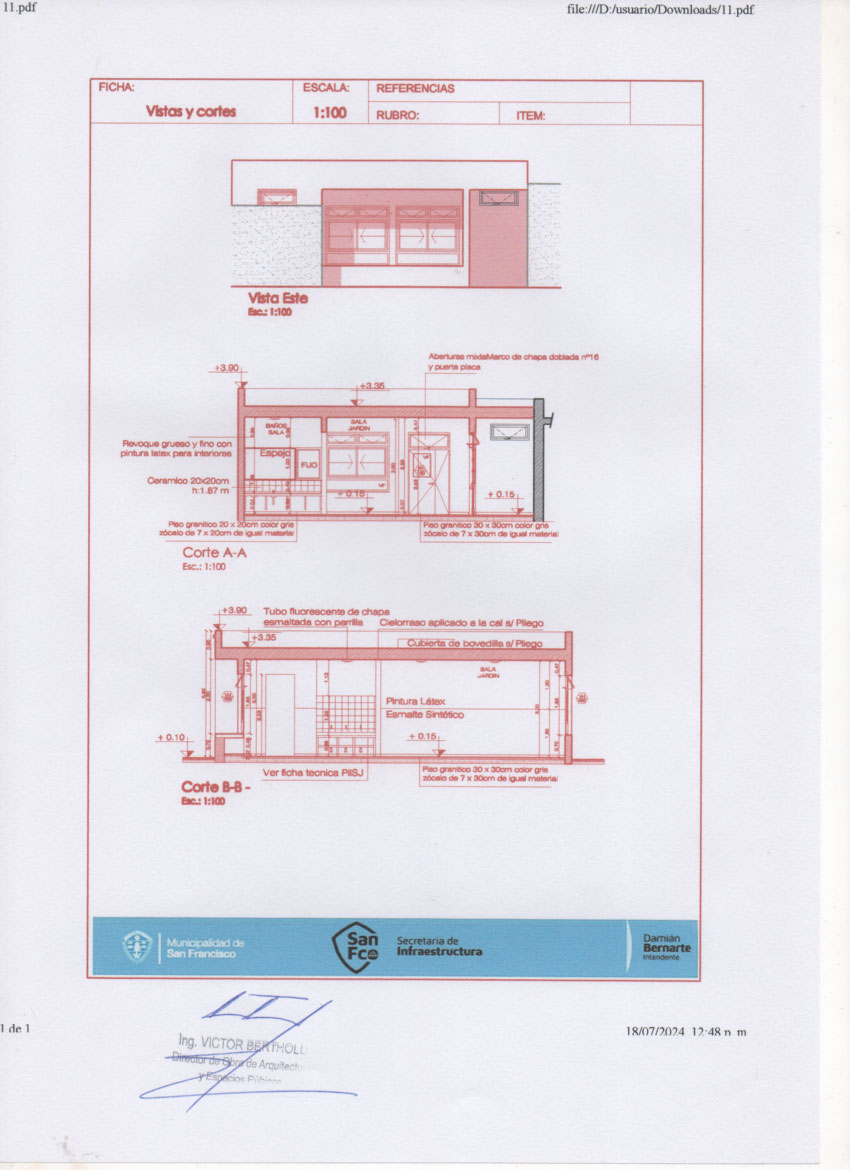 11.pdf
file:///D:/usuario/Downloads/11.pdf
FICHA:
Vistas y cortes
ESCALA:
1:100
REFERENCIAS
RUBRO:
ITEM:
Vista Este
Esc.: 1:100
Aberturas mixtaMarco de chapa doblada nº16
y puerta placa
+3.90
+3.35
BAÑOS
SALA
SALA
JARDIN
Revoque grueso y fino con
pintura latex para interiores
Espejo
FIJO
Ceramico 20x20cm
h:1.87 m
+ 0.15
+ 0.15
Piso granitico 20 x 20cm color gris
zócalo de 7 x 20cm de igual material
Piso granitico 30 x 30cm color gris
zócalo de 7 x 30cm de igual material
Corte A-A
Esc.: 1:100
+3.90
Tubo fluorescente de chapa
esmaltada con parrilla
Cielorraso aplicado a la cal s/ Pliego
+3.35
Cubierta de bovedilla s/ Pliego
SALA
JARDIN
Pintura Látex
Esmalte Sintético
+ 0.10
+ 0.15
Ver ficha tecnica PIISJ
Piso granitico 30 x 30cm color gris
zócalo de 7 x 30cm de igual material
Corte B-B -
Esc.: 1:100
Municipalidad de
San Francisco
San
Fco
Secretaria de
Infraestructura
Damián
Bernarte
Intendente
1 de 1
18/07/2024 12:48 p. m.
Ing. VICTOR BERTHOLL
Director de Obra de Arquitect
y Espacios Públicos